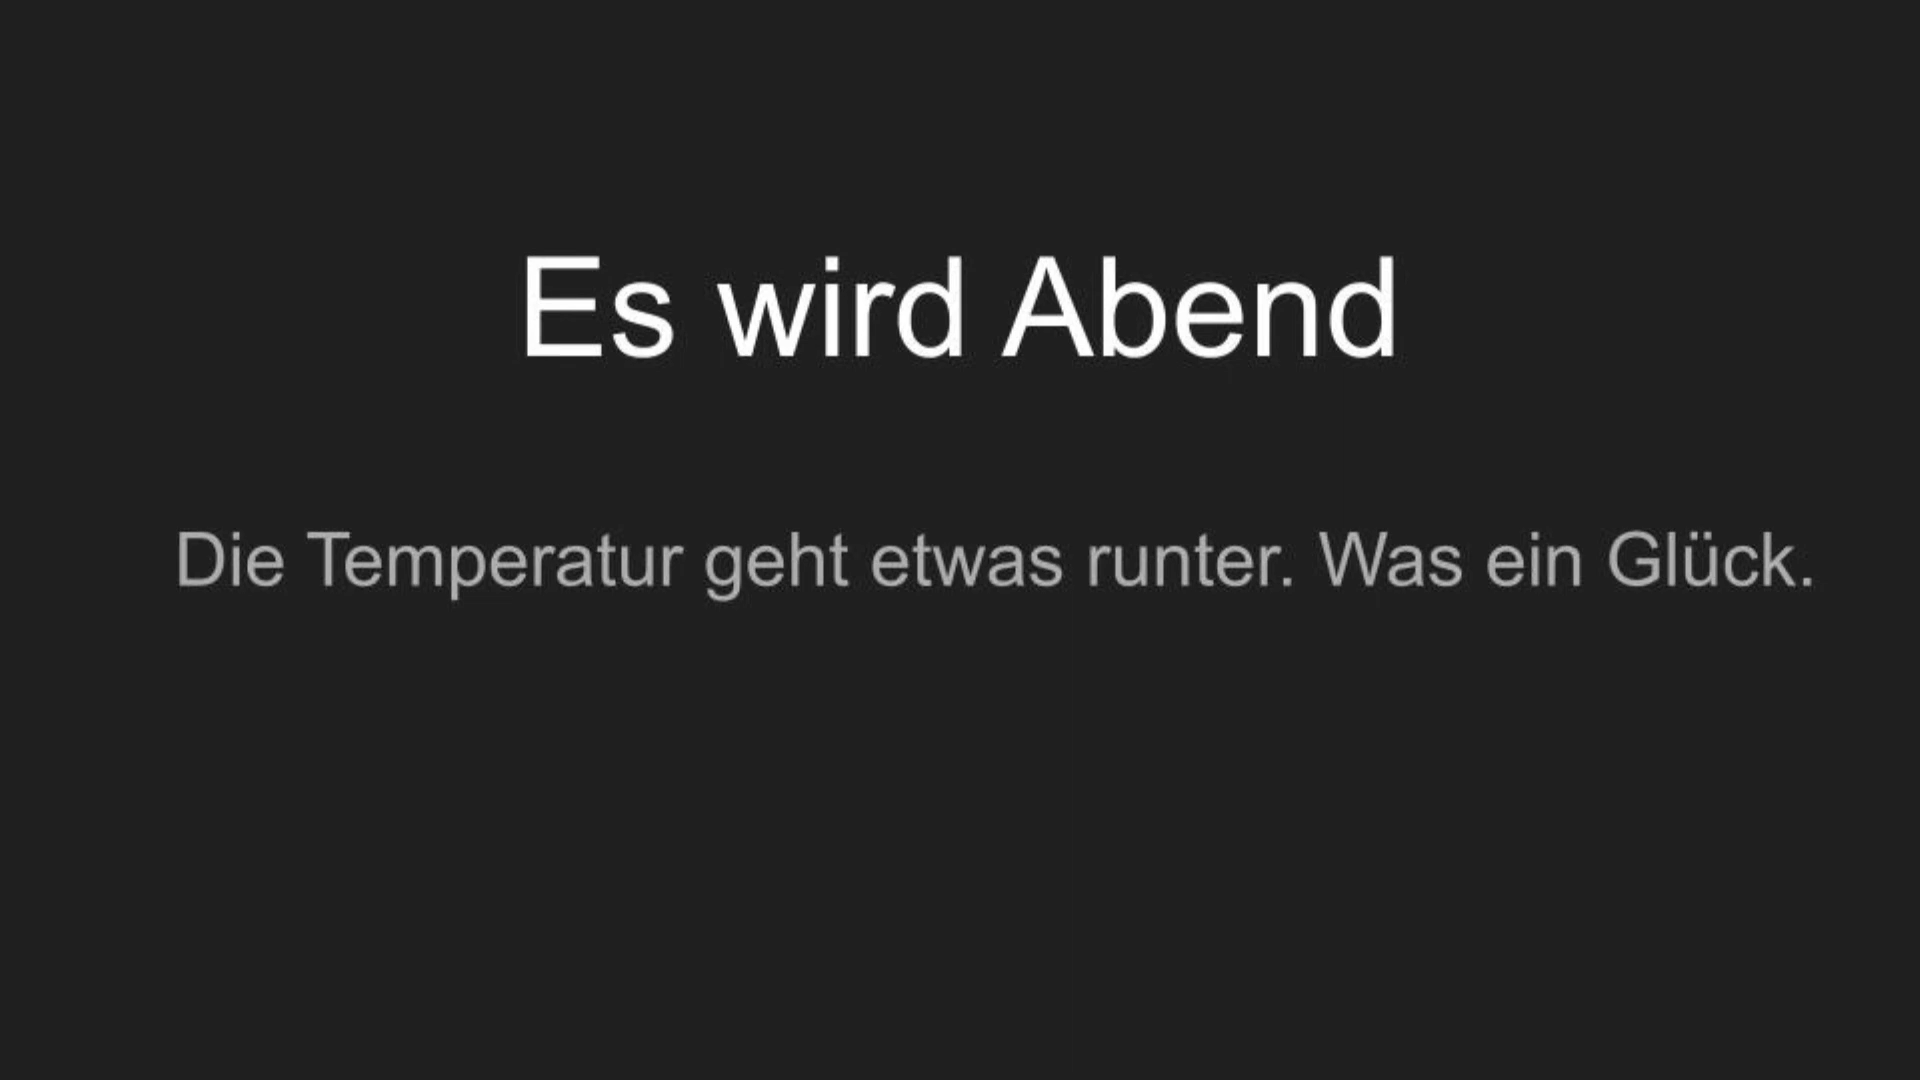 Es wird Abend
Die Temperatur geht etwas runter. Was ein Glück.